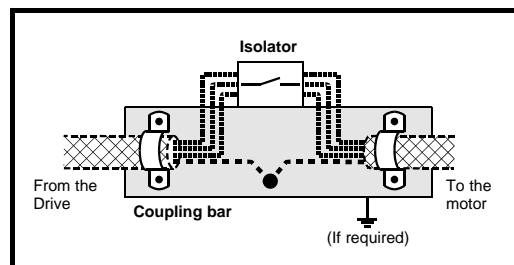 Isolator
From the
Drive
Coupling bar
To the
motor
(If required)